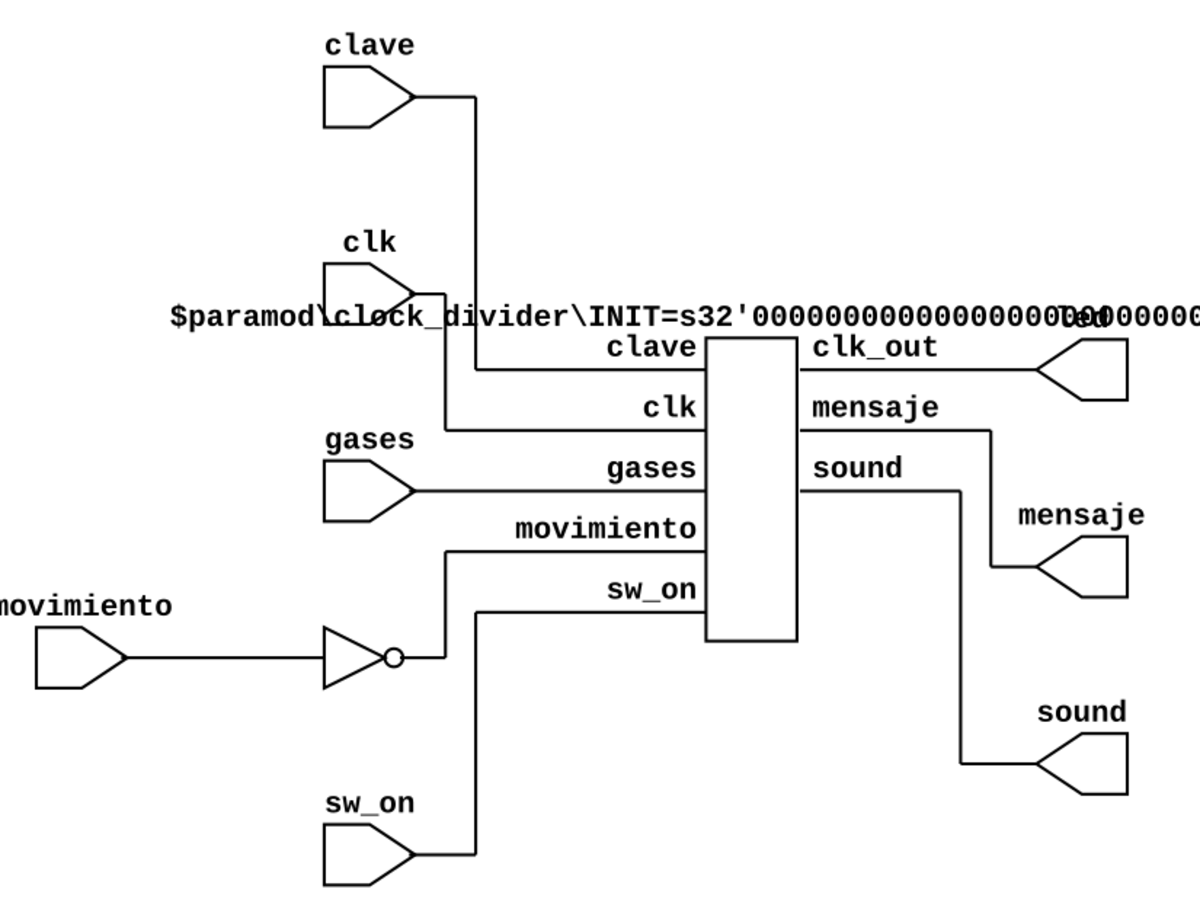 clave
clk
$paramod\clock_divider\INIT=s32'00000000000000000
led
clave
clk_out
clk
mensaje
gases
gases
sound
movimiento
mensaje
sw_on
movimiento
sound
sw_on